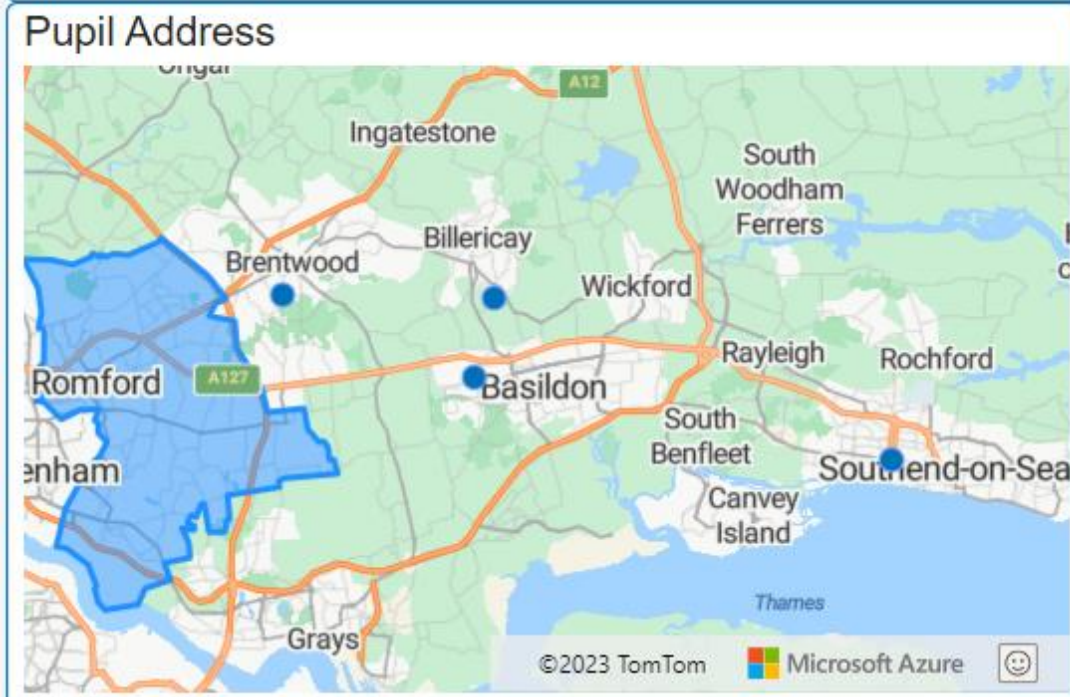 Pupil Address
A12
Ingatestone
South
Woodham
Ferrers
Billericay
Brentwood
Wickford
Rayleigh
Rochford
Romford
A127
Basildon
South
Benfleet
enham
Southend-on-Sea
Canvey
Island
Thames
Grays
©2023 TomTom
Microsoft Azure